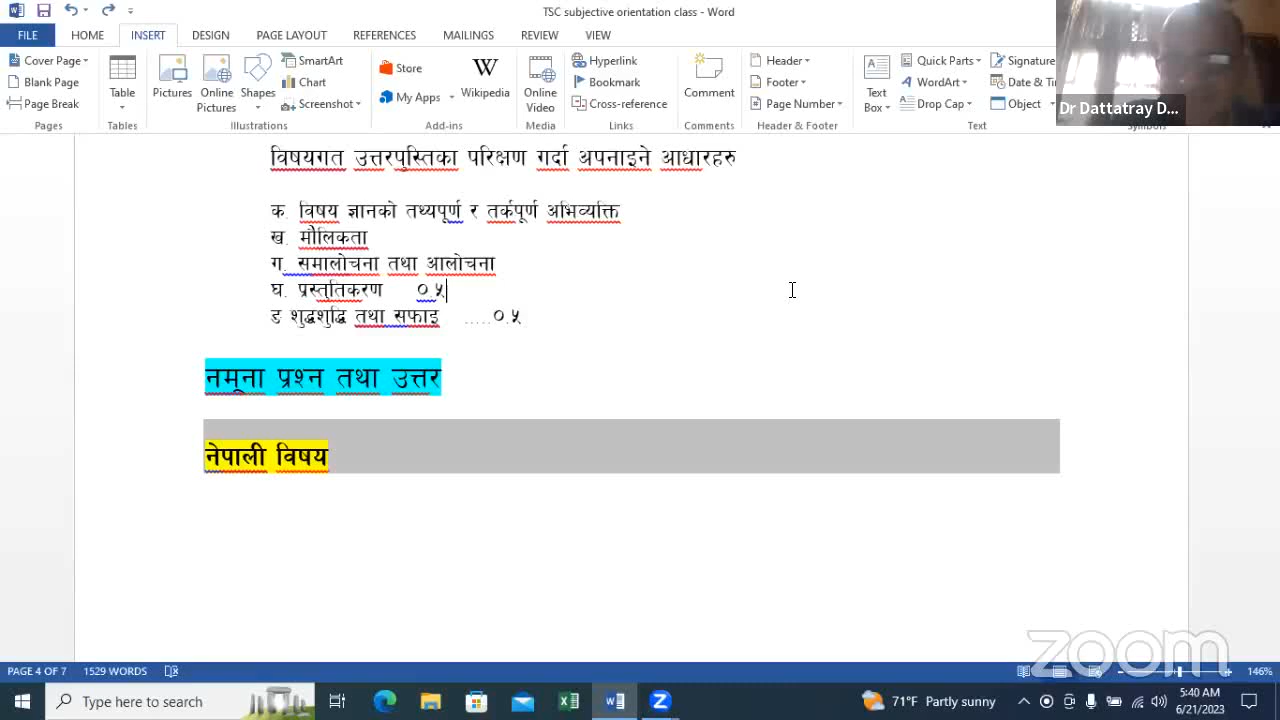 TSC subjective orientation class - Word
FILE HOME INSERT DESIGN PAGE LAYOUT REFERENCES MAILINGS REVIEW VIEW
Cover Page
Blank Page
Page Break
Pages
Table
Tables
Pictures
Online Pictures
Shapes
SmartArt
Chart
Screenshot
Illustrations
Store
My Apps
W
Wikipedia
Add-ins
Online Video
Media
Hyperlink
Bookmark
Cross-reference
Links
Comment
Comments
Header
Footer
Page Number
Header & Footer
Text Box
Quick Parts
WordArt
Drop Cap
Signature
Date & Ti
Object
Text
Dr Dattatray D...
विषयगत उत्तरपुस्तिका परिक्षण गर्दा अपनाइने आधारहरु
क. विषय ज्ञानको तथ्यपूर्ण र तर्कपूर्ण अभिव्यक्ति
ख. मौलिकता
ग. समालोचना तथा आलोचना
घ. प्रस्तुतिकरण ०.५
ङ शुद्धशुद्धि तथा सफाइ .....०.५
नमूना प्रश्न तथा उत्तर
नेपाली विषय
zoom
PAGE 4 OF 7 1529 WORDS 146%
Type here to search
71°F Partly sunny
5:40 AM
6/21/2023